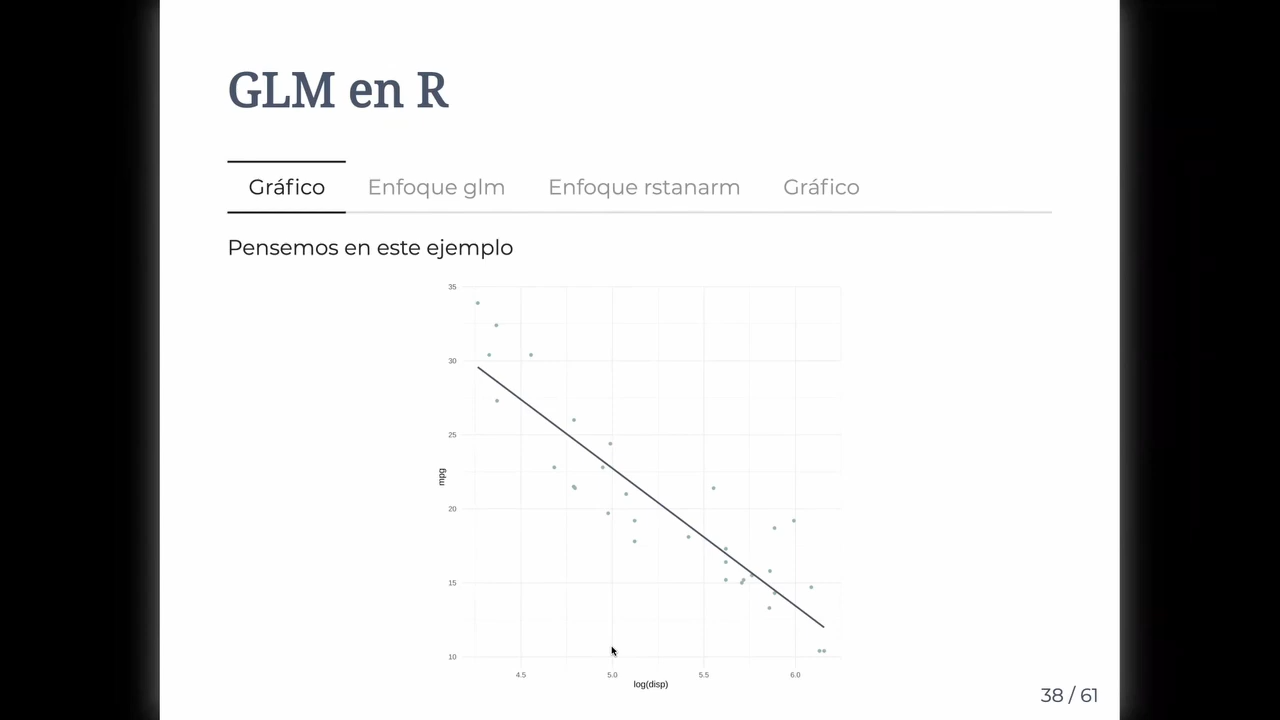 GLM en R
Gráfico Enfoque glm Enfoque rstanarm Gráfico
Pensemos en este ejemplo
35
30
25
20
15
10
mpg
4.5 5.0 5.5 6.0
log(disp)
38 / 61